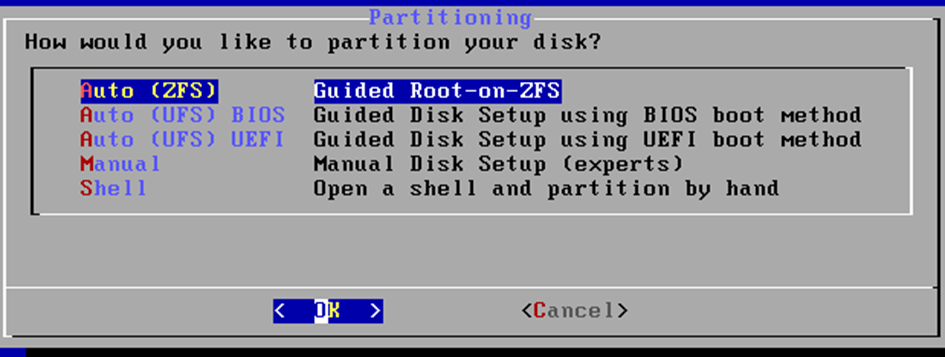 Partitioning
How would you like to partition your disk?
Auto (ZFS) Guided Root-on-ZFS
Auto (UFS) BIOS Guided Disk Setup using BIOS boot method
Auto (UFS) UEFI Guided Disk Setup using UEFI boot method
Manual Manual Disk Setup (experts)
Shell Open a shell and partition by hand
< OK > <Cancel>